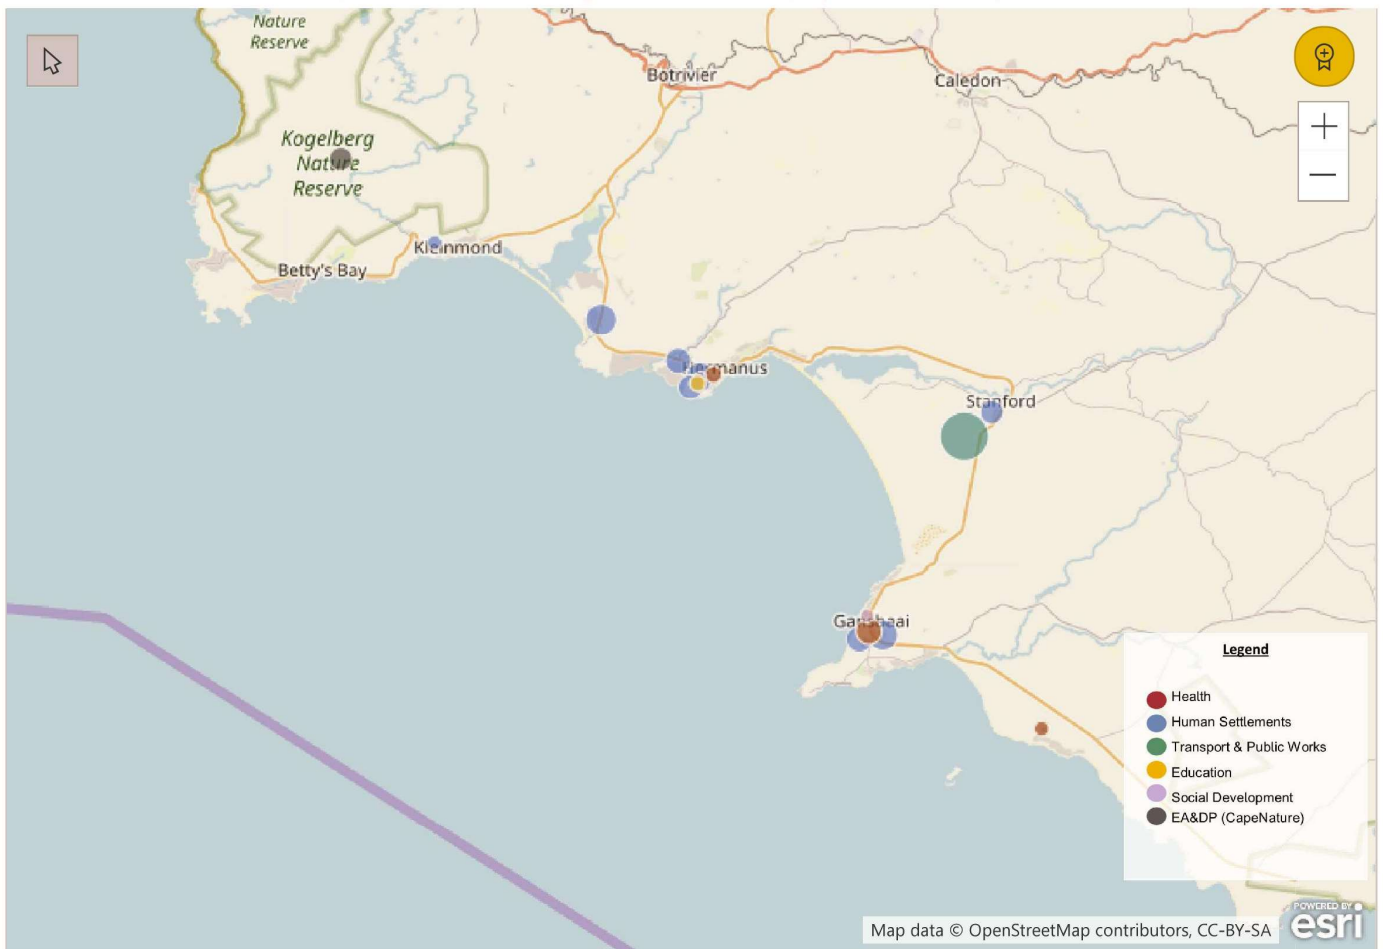 Nature
Reserve
Botrivier
Caledon
Kogelberg
Nature
Reserve
Kleinmond
Betty's Bay
Hermanus
Stanford
Gansbaai
Legend
Health
Human Settlements
Transport & Public Works
Education
Social Development
EA&DP (CapeNature)
POWERED BY
esri
Map data © OpenStreetMap contributors, CC-BY-SA